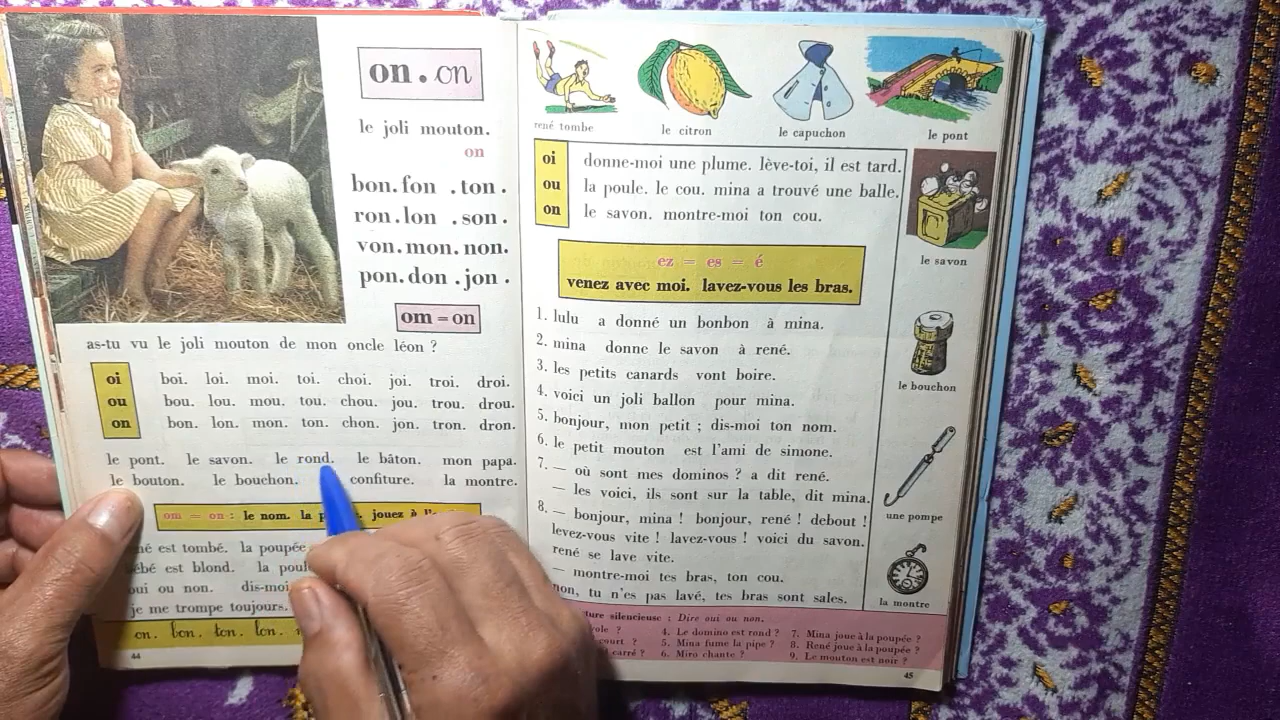 on . on
le joli mouton.
on
bon. fon . ton .
ron. lon . son .
von. mon. non.
pon. don . jon .
om = on
as-tu vu le joli mouton de mon oncle léon ?
oi boi. loi. moi. toi. choi. joi. troi. droi.
ou bou. lou. mou. tou. chou. jou. trou. drou.
on bon. lon. mon. ton. chon. jon. tron. dron.
le pont. le savon. le rond. le bâton. mon papa.
le bouton. le bouchon. confiture. la montre.
om = on : le nom. la jouez à
est tombé. la poupée
est blond. la
ou non. dis-moi
je me trompe toujours.
on. bon. ton. lon.
44
rené tombe
le citron
le capuchon
le pont
oi donne-moi une plume. lève-toi, il est tard.
ou la poule. le cou. mina a trouvé une balle.
on le savon. montre-moi ton cou.
le savon
ez = es = é
venez avec moi. lavez-vous les bras.
1. lulu a donné un bonbon à mina.
2. mina donne le savon à rené.
3. les petits canards vont boire.
4. voici un joli ballon pour mina.
5. bonjour, mon petit ; dis-moi ton nom.
6. le petit mouton est l'ami de simone.
7. — où sont mes dominos ? a dit rené.
— les voici, ils sont sur la table, dit mina.
8. — bonjour, mina ! bonjour, rené ! debout !
levez-vous vite ! lavez-vous ! voici du savon.
rené se lave vite.
— montre-moi tes bras, ton cou.
non, tu n'es pas lavé, tes bras sont sales.
le bouchon
une pompe
la montre
silencieuse : Dire oui ou non.
4. Le domino est rond ? 7. Mina joue à la poupée ?
5. Mina fume la pipe ? 8. René joue à la poupée ?
carré ? 6. Miro chante ? 9. Le mouton est noir ?
45